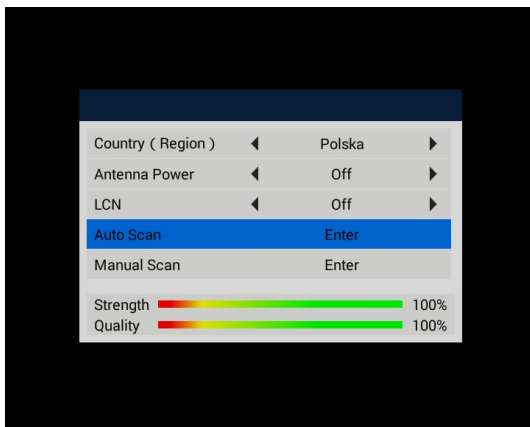 Country ( Region ) Polska
Antenna Power Off
LCN Off
Auto Scan Enter
Manual Scan Enter
Strength 100%
Quality 100%